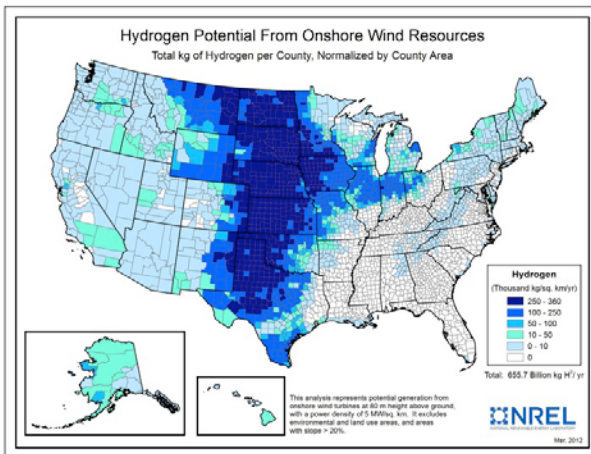 Hydrogen Potential From Onshore Wind Resources
Total kg of Hydrogen per County, Normalized by County Area
Hydrogen
(Thousand kg/sq. km/yr)
250 - 360
100 - 250
50 - 100
10 - 50
0 - 10
0
Total: 655.7 Billion kg H²/ yr
This analysis represents potential generation from
onshore wind turbines at 80 m height above ground,
with a power density of 5 MW/sq. km. It excludes
environmental and land use areas, and areas
with slope > 20%.
NREL
NATIONAL RENEWABLE ENERGY LABORATORY
Mar. 2012